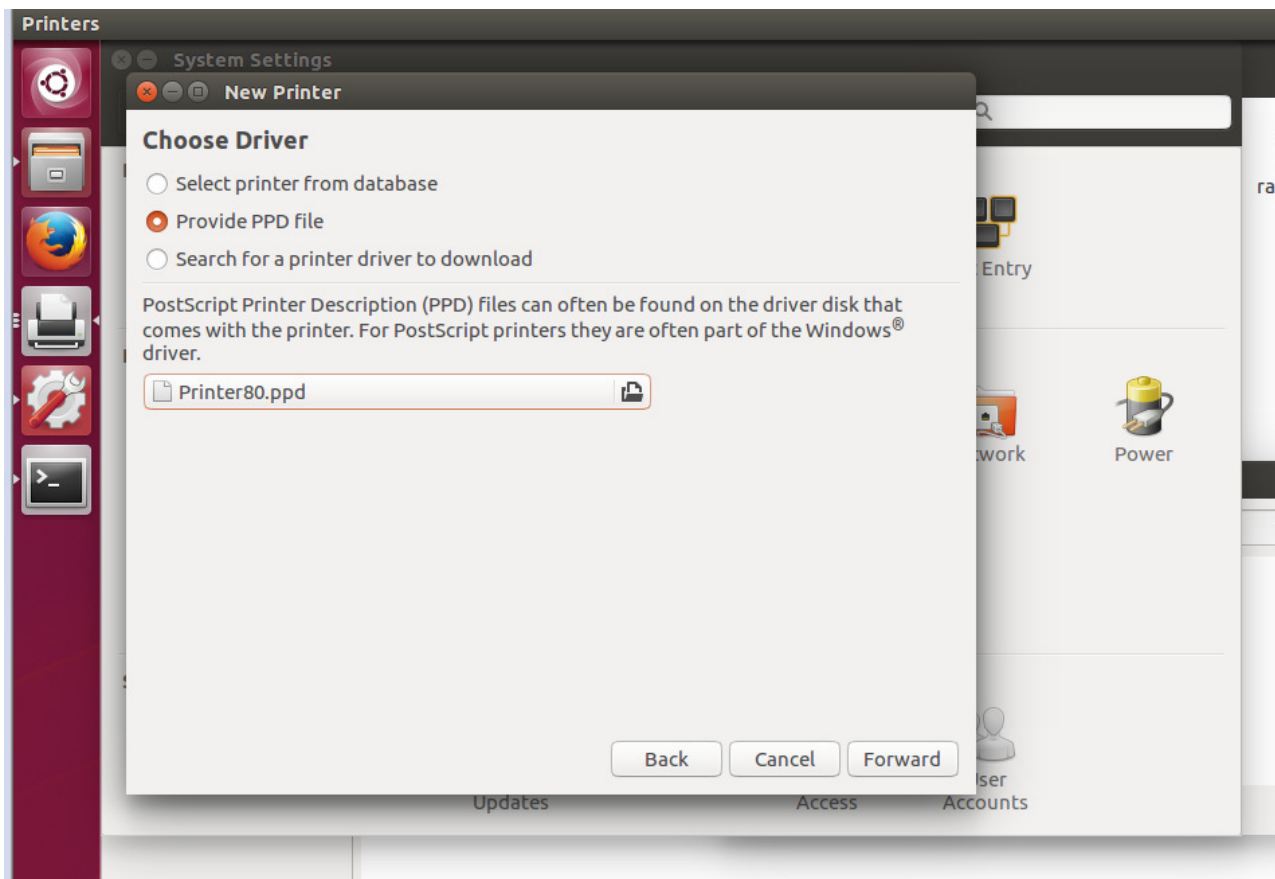 Printers
System Settings
New Printer
Choose Driver
Select printer from database
Provide PPD file
Search for a printer driver to download
PostScript Printer Description (PPD) files can often be found on the driver disk that
comes with the printer. For PostScript printers they are often part of the Windows®
driver.
Printer80.ppd
Back Cancel Forward
Entry
Power
Updates
Access
Accounts